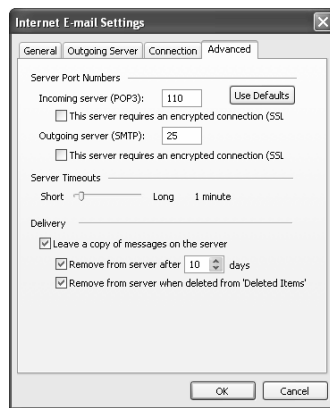 Internet E-mail Settings
General Outgoing Server Connection Advanced
Server Port Numbers
Incoming server (POP3): 110 Use Defaults
This server requires an encrypted connection (SSL
Outgoing server (SMTP): 25
This server requires an encrypted connection (SSL
Server Timeouts
Short Long 1 minute
Delivery
Leave a copy of messages on the server
Remove from server after 10 days
Remove from server when deleted from 'Deleted Items'
OK Cancel